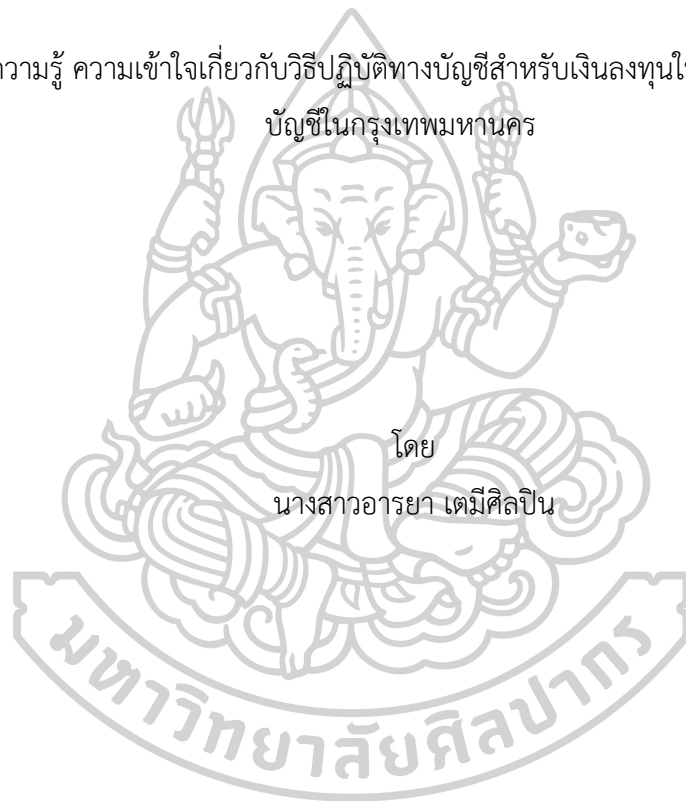 ความรู้ ความเข้าใจเกี่ยวกับวิธีปฏิบัติทางบัญชีสำหรับเงินลงทุนใ
บัญชีในกรุงเทพมหานคร
โดย
นางสาวอารยา เตมีศิลปิน
มหาวิทยาลัยศิลปากร